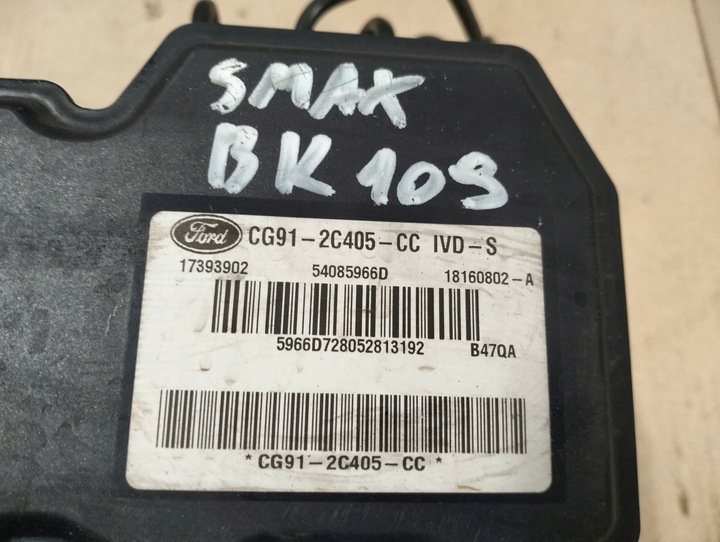 SMAX
BK 109
Ford CG91-2C405-CC IVD-S
17393902 54085966D 18160802-A
5966D728052813192 B47QA
*CG91-2C405-CC*